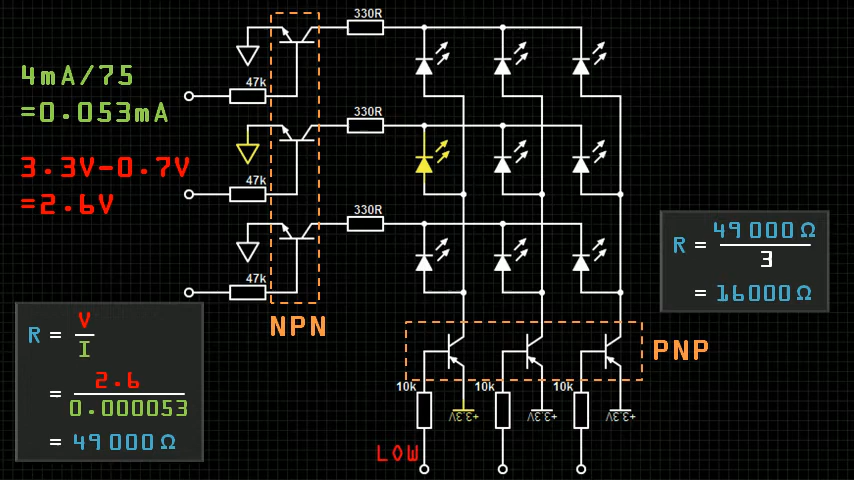 330R
4mA/75
=0.053mA
47k
330R
3.3V-0.7V
=2.6V
47k
330R
47k
R = 49000Ω
3
= 16000Ω
NPN
PNP
R = V
I
= 2.6
0.000053
= 49000Ω
10k
10k
10k
+3.3V
+3.3V
+3.3V
LOW